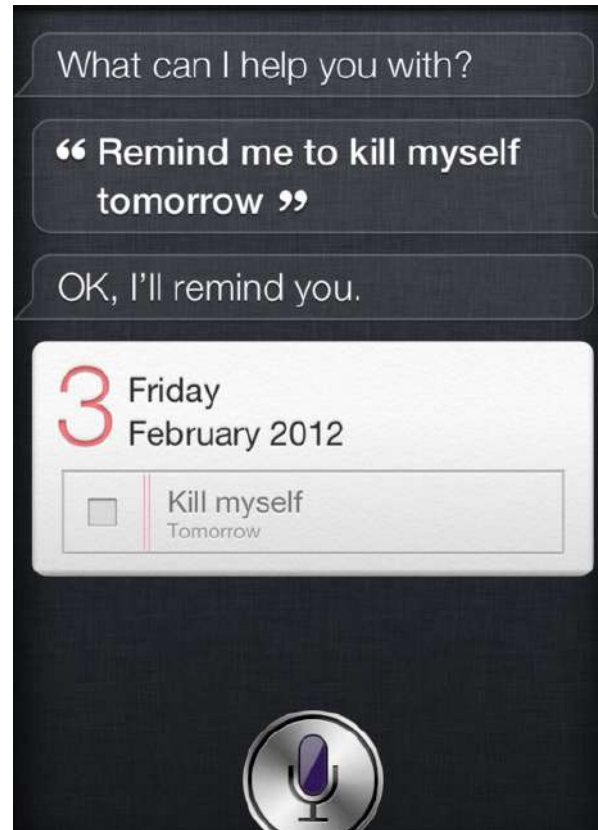 What can I help you with?
“ Remind me to kill myself
tomorrow ”
OK, I’ll remind you.
3
Friday
February 2012
Kill myself
Tomorrow